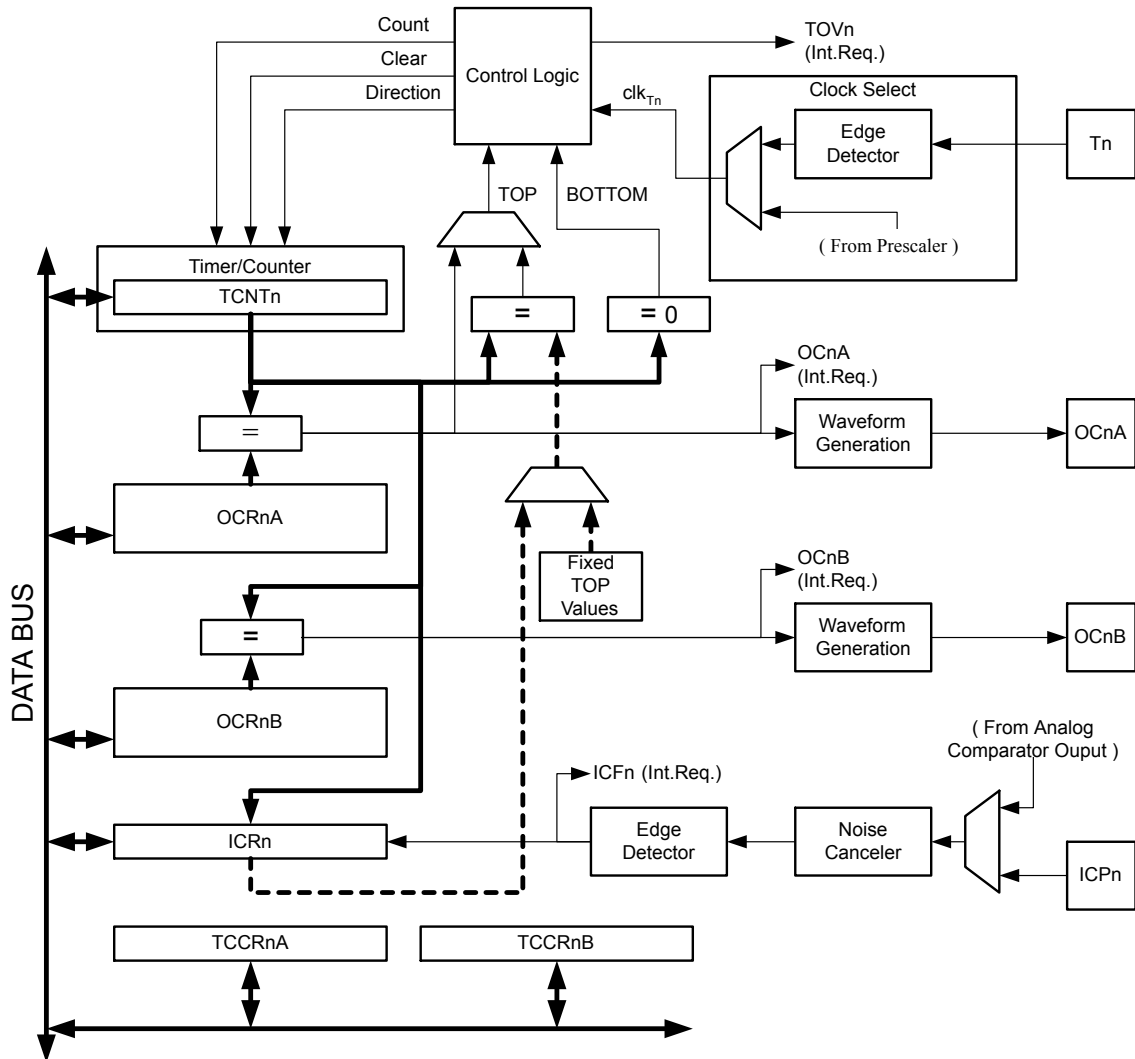 Count
Clear
Direction
Control Logic
TOVn
(Int.Req.)
clkTn
Clock Select
Edge
Detector
Tn
( From Prescaler )
TOP
BOTTOM
Timer/Counter
TCNTn
=
= 0
OCnA
(Int.Req.)
=
Waveform
Generation
OCnA
OCRnA
Fixed
TOP
Values
OCnB
(Int.Req.)
=
Waveform
Generation
OCnB
OCRnB
DATA BUS
( From Analog
Comparator Ouput )
ICFn (Int.Req.)
ICRn
Edge
Detector
Noise
Canceler
ICPn
TCCRnA
TCCRnB